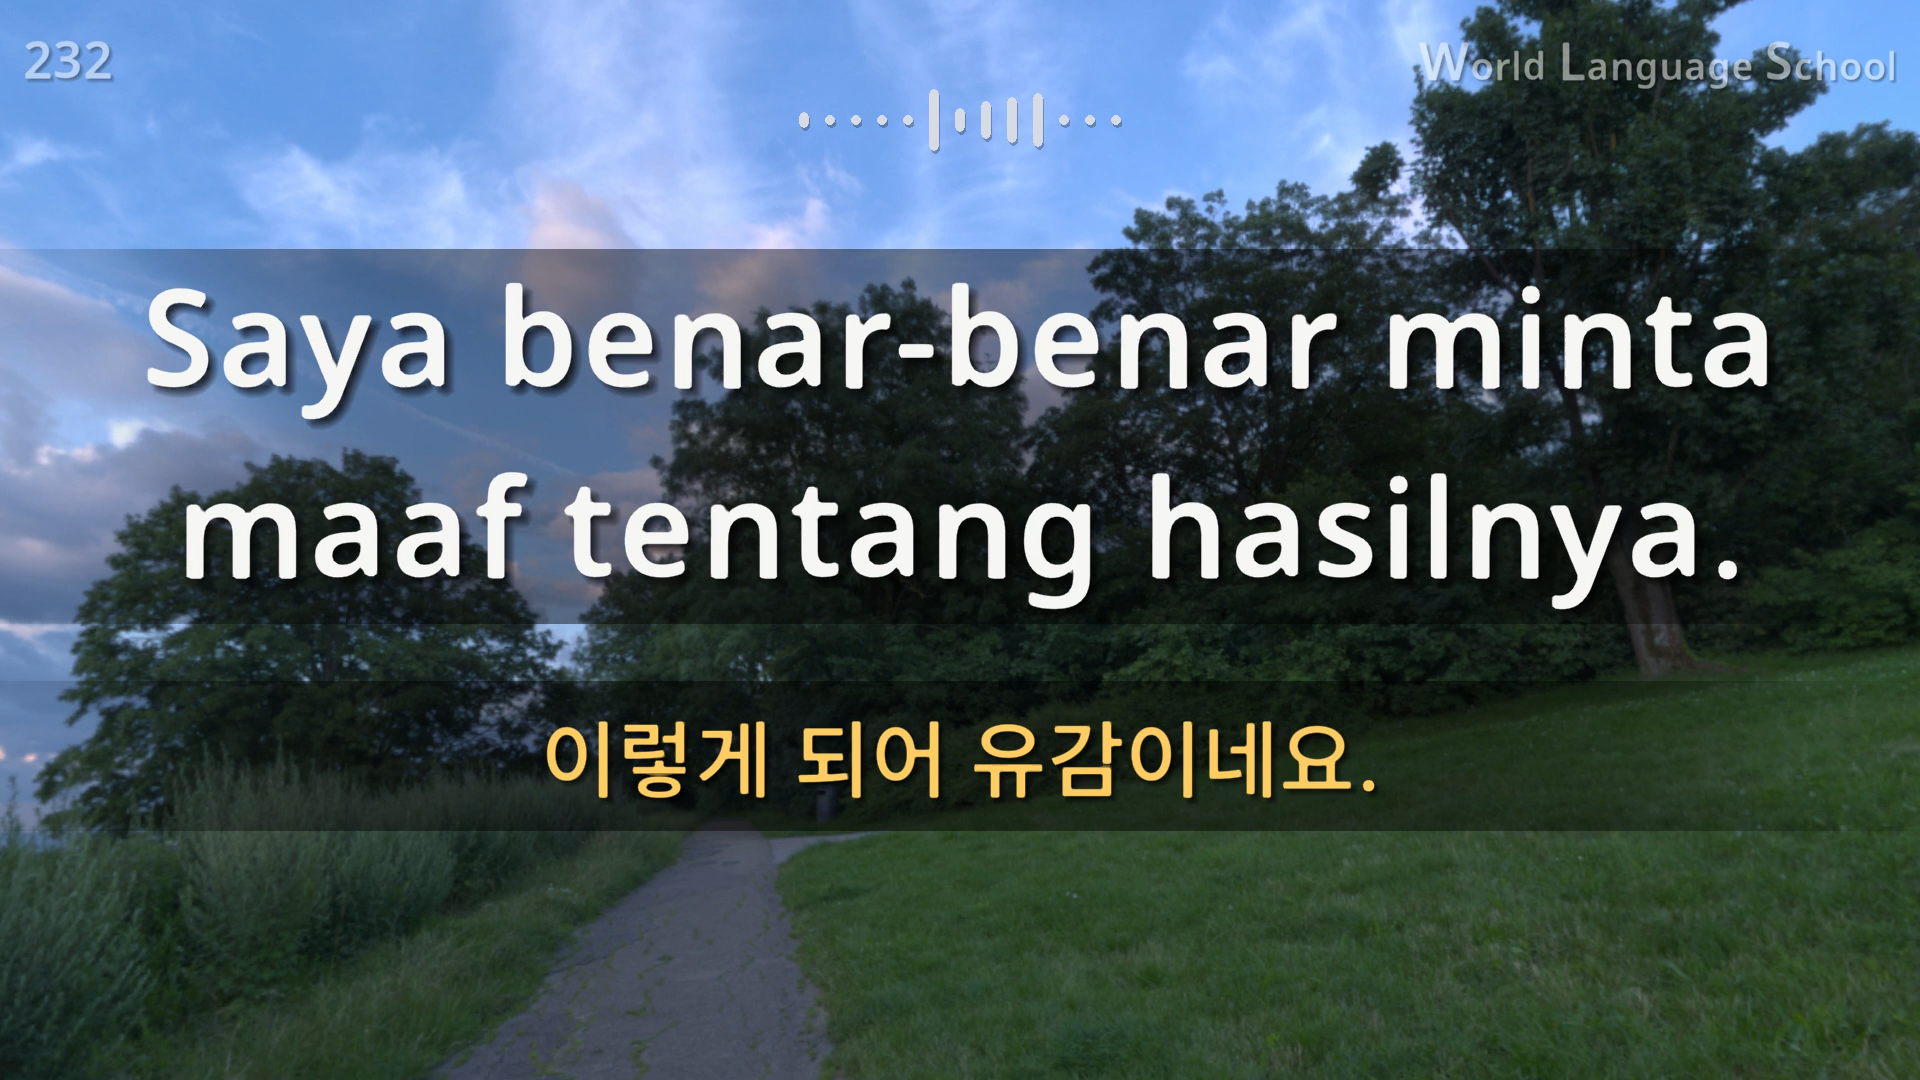 232
World Language School
Saya benar-benar minta
maaf tentang hasilnya.
이렇게 되어 유감이네요.